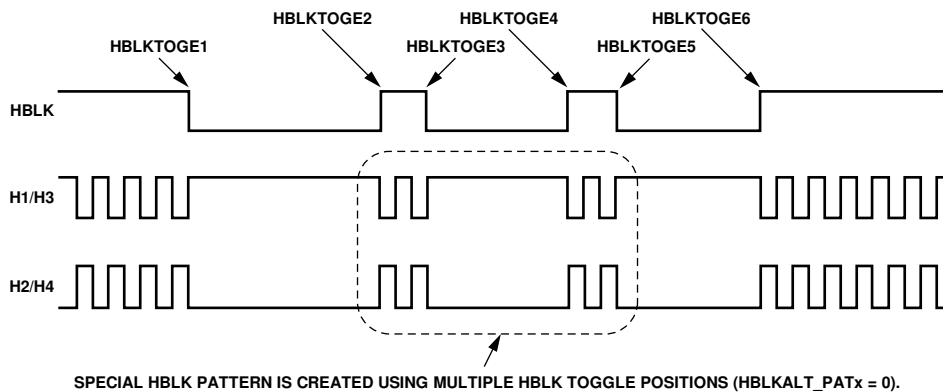 HBLKTOGE2 HBLKTOGE4 HBLKTOGE6
HBLKTOGE1 HBLKTOGE3 HBLKTOGE5
HBLK
H1/H3
H2/H4
SPECIAL HBLK PATTERN IS CREATED USING MULTIPLE HBLK TOGGLE POSITIONS (HBLKALT_PATx = 0).